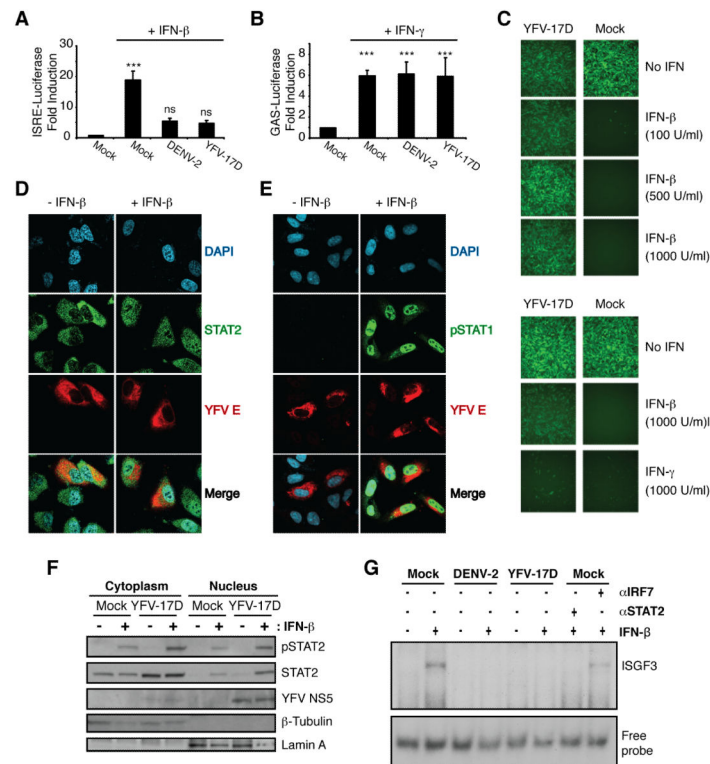 A
+ IFN-β
ISRE-Luciferase
Fold Induction
30
20
10
0
***
ns
ns
Mock
Mock
DENV-2
YFV-17D
B
+ IFN-γ
GAS-Luciferase
Fold Induction
8
6
4
2
0
***
***
***
Mock
Mock
DENV-2
YFV-17D
C
YFV-17D Mock
No IFN
IFN-β
(100 U/ml)
IFN-β
(500 U/ml)
IFN-β
(1000 U/ml)
YFV-17D Mock
No IFN
IFN-β
(1000 U/m)l
IFN-γ
(1000 U/ml)
D
- IFN-β + IFN-β
DAPI
STAT2
YFV E
Merge
E
- IFN-β + IFN-β
DAPI
pSTAT1
YFV E
Merge
F
Cytoplasm Nucleus
Mock YFV-17D Mock YFV-17D
- + - + - + - + : IFN-β
pSTAT2
STAT2
YFV NS5
β-Tubulin
Lamin A
G
Mock DENV-2 YFV-17D Mock
- - - - - - - + αIRF7
- - - - - - + - αSTAT2
- + - + - + + + IFN-β
ISGF3
Free
probe